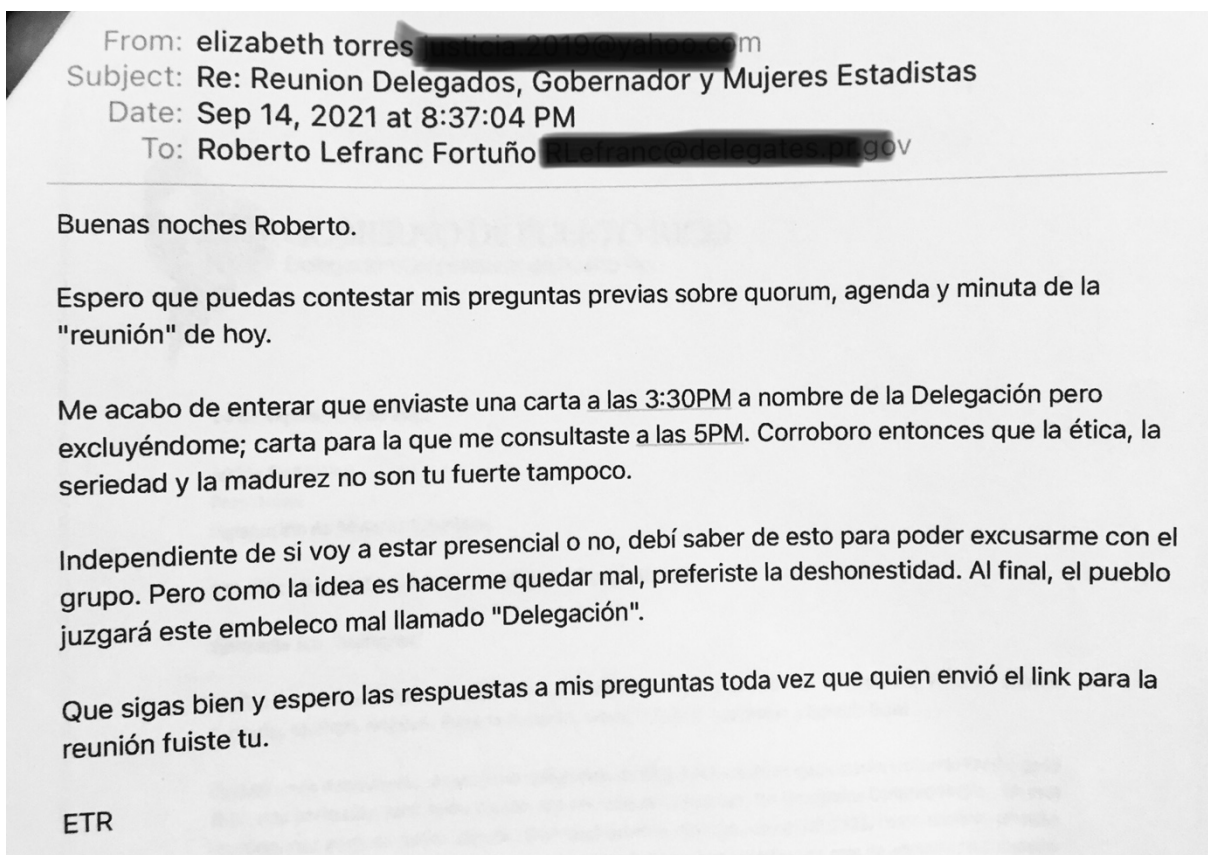 From: elizabeth torres
Subject: Re: Reunion Delegados, Gobernador y Mujeres Estadistas
Date: Sep 14, 2021 at 8:37:04 PM
To: Roberto Lefranc Fortuño
Buenas noches Roberto.
Espero que puedas contestar mis preguntas previas sobre quorum, agenda y minuta de la
"reunión" de hoy.
Me acabo de enterar que enviaste una carta a las 3:30PM a nombre de la Delegación pero
excluyéndome; carta para la que me consultaste a las 5PM. Corroboro entonces que la ética, la
seriedad y la madurez no son tu fuerte tampoco.
Independiente de si voy a estar presencial o no, debí saber de esto para poder excusarme con el
grupo. Pero como la idea es hacerme quedar mal, preferiste la deshonestidad. Al final, el pueblo
juzgará este embeleco mal llamado "Delegación".
Que sigas bien y espero las respuestas a mis preguntas toda vez que quien envió el link para la
reunión fuiste tu.
ETR